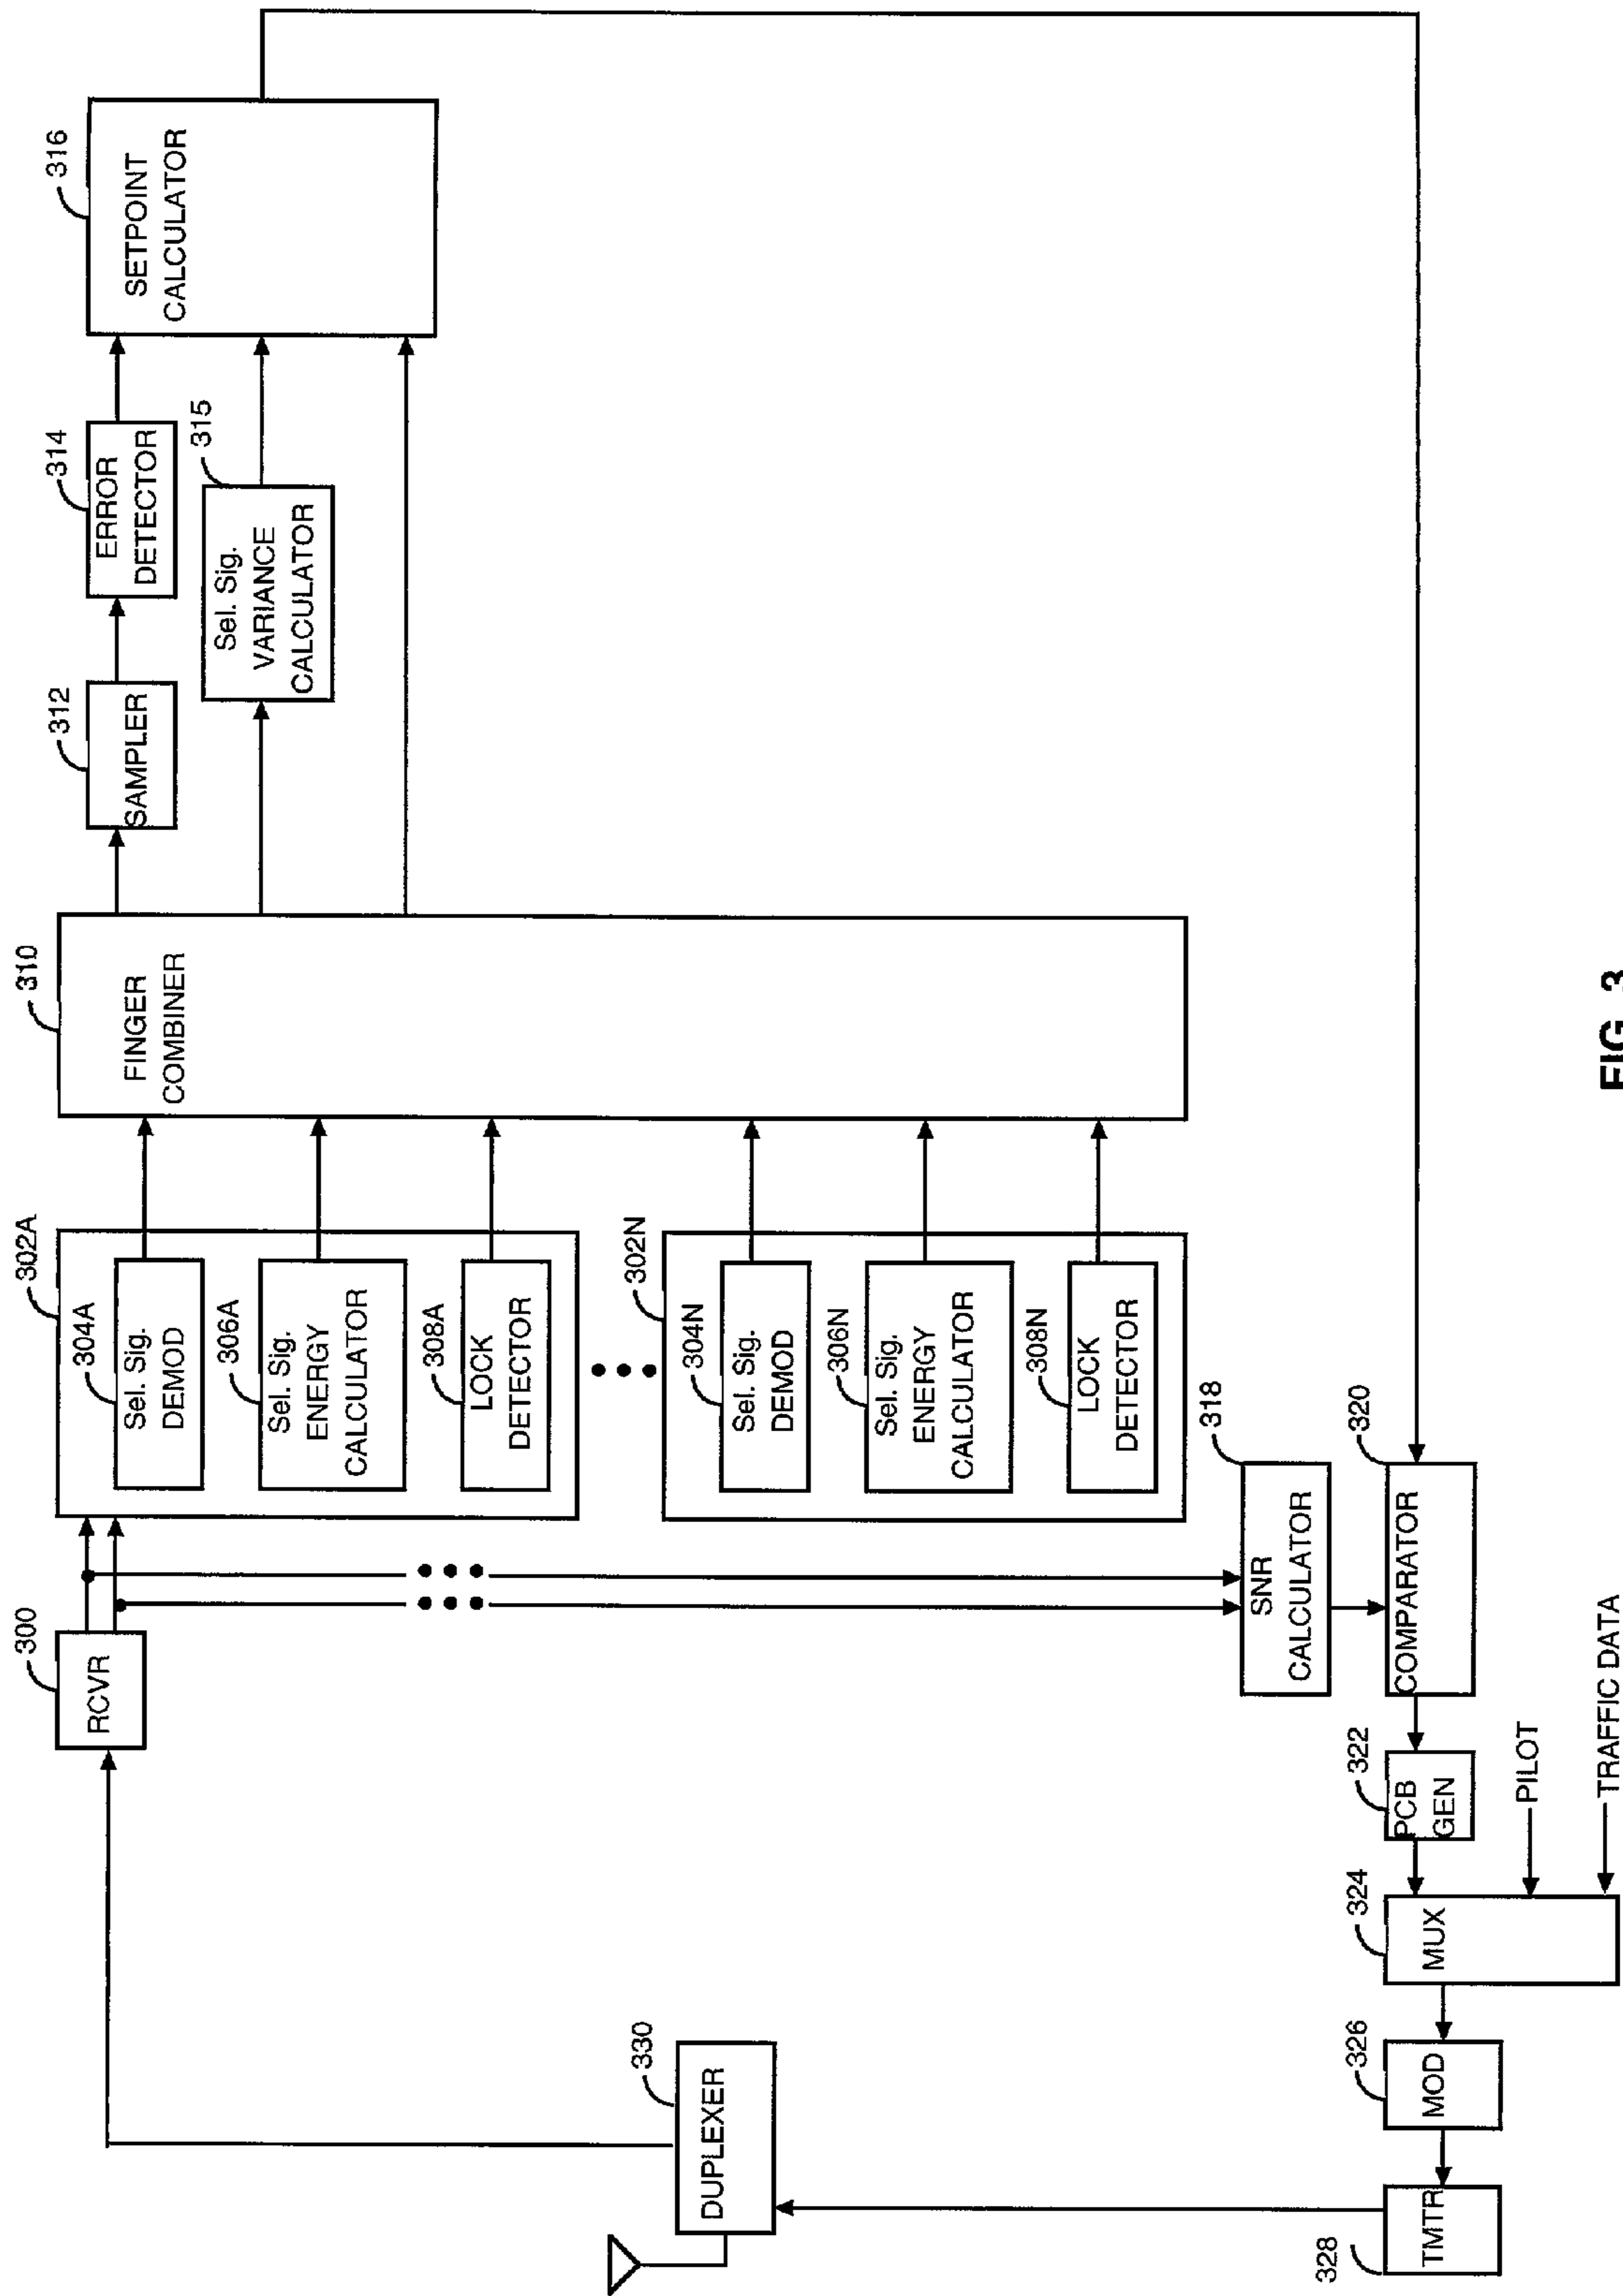 330
DUPLEXER
300
RCVR
302A
304A
Sel. Sig.
DEMOD
306A
Sel. Sig.
ENERGY
CALCULATOR
308A
LOCK
DETECTOR
302N
304N
Sel. Sig.
DEMOD
306N
Sel. Sig.
ENERGY
CALCULATOR
308N
LOCK
DETECTOR
310
FINGER
COMBINER
312
SAMPLER
314
ERROR
DETECTOR
315
Sel. Sig.
VARIANCE
CALCULATOR
316
SETPOINT
CALCULATOR
318
SNR
CALCULATOR
320
COMPARATOR
322
PCB
GEN
PILOT
TRAFFIC DATA
324
MUX
326
MOD
328
TMTR
FIG. 3